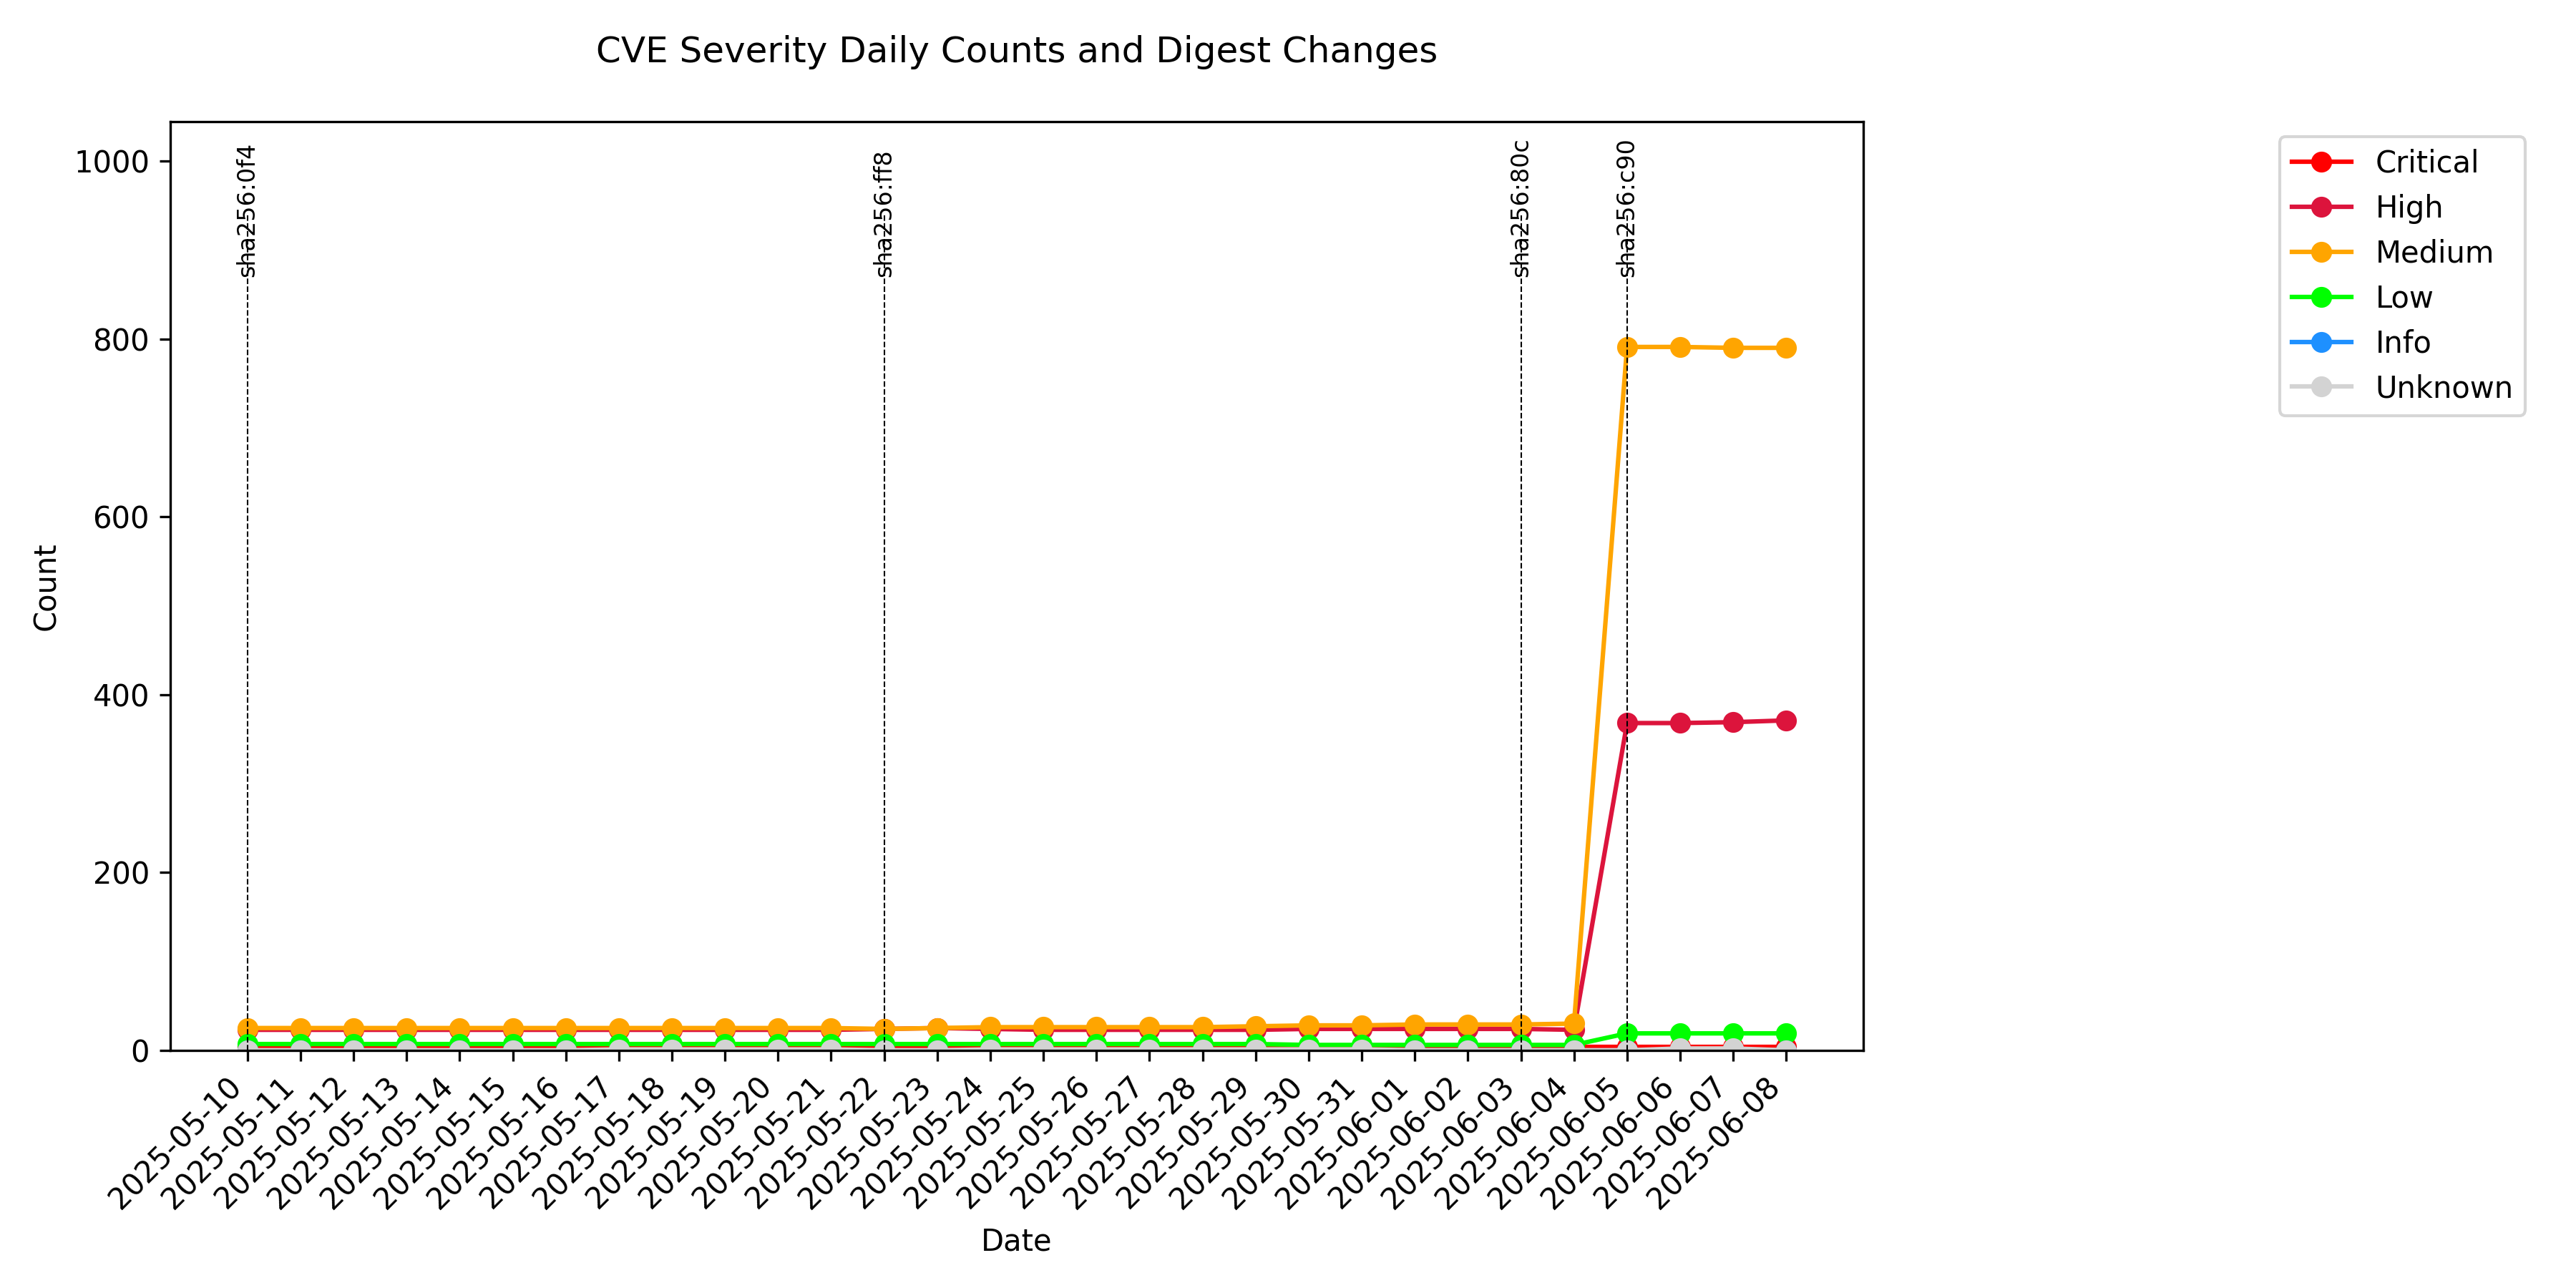 CVE Severity Daily Counts and Digest Changes
1000
800
600
400
200
0
Count
sha256:0f4
sha256:ff8
sha256:80c
sha256:c90
Critical
High
Medium
Low
Info
Unknown
2025-05-10
2025-05-11
2025-05-12
2025-05-13
2025-05-14
2025-05-15
2025-05-16
2025-05-17
2025-05-18
2025-05-19
2025-05-20
2025-05-21
2025-05-22
2025-05-23
2025-05-24
2025-05-25
2025-05-26
2025-05-27
2025-05-28
2025-05-29
2025-05-30
2025-05-31
2025-06-01
2025-06-02
2025-06-03
2025-06-04
2025-06-05
2025-06-06
2025-06-07
2025-06-08
Date